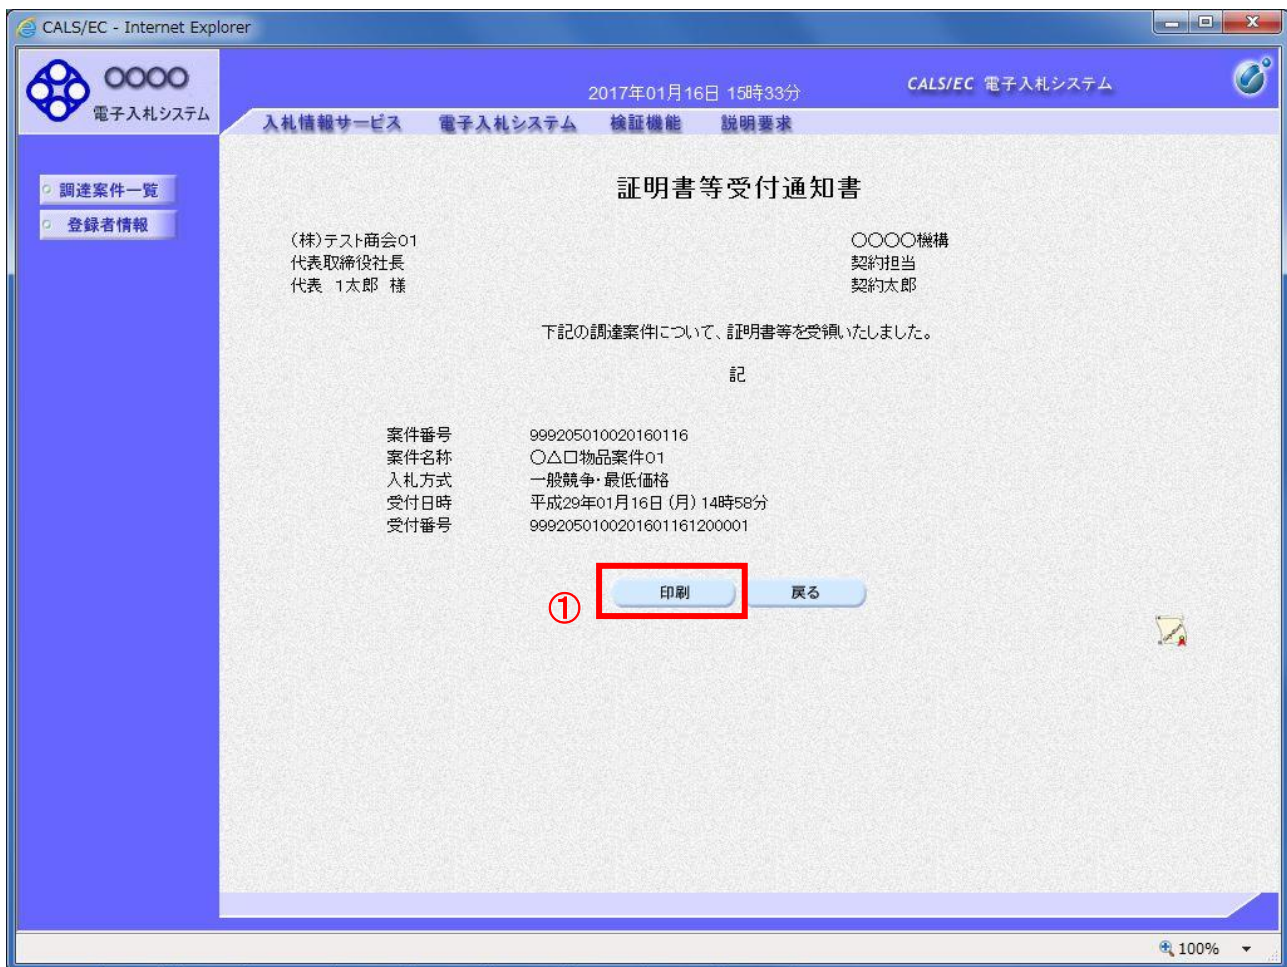 CALS/EC - Internet Explorer
〇〇〇〇
電子入札システム
2017年01月16日 15時33分
CALS/EC 電子入札システム
入札情報サービス 電子入札システム 検証機能 説明要求
調達案件一覧
登録者情報
証明書等受付通知書
(株)テスト商会01
代表取締役社長
代表 1太郎 様
〇〇〇〇機構
契約担当
契約太郎
下記の調達案件について、証明書等を受領いたしました。
記
案件番号 999205010020160116
案件名称 〇△口物品案件01
入札方式 一般競争・最低価格
受付日時 平成29年01月16日(月)14時58分
受付番号 9992050100201601161200001
① 印刷 戻る
100%